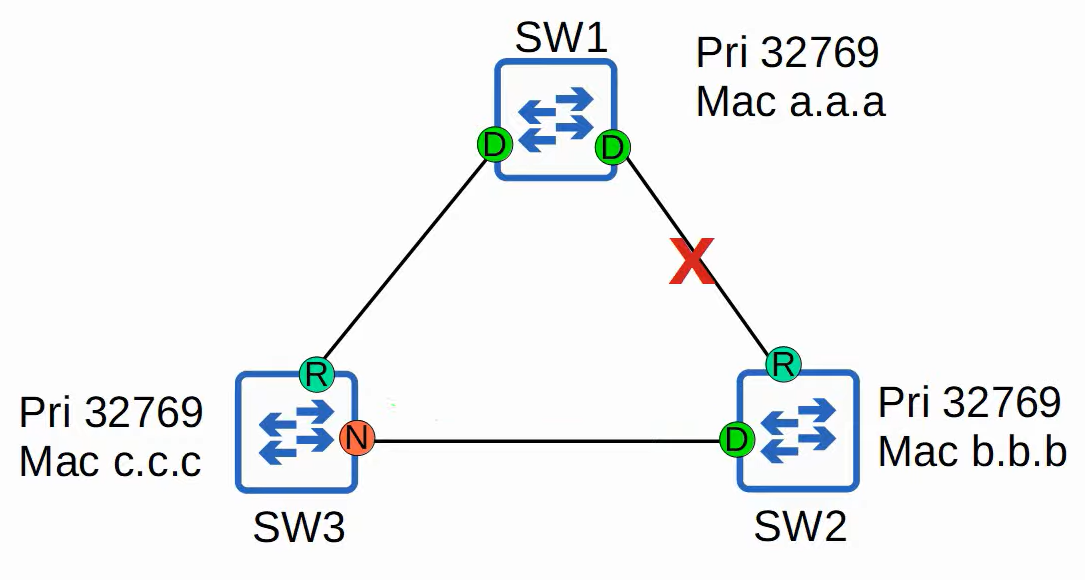 SW1
Pri 32769
Mac a.a.a
D
D
X
R
R
Pri 32769
Mac c.c.c
N
D
Pri 32769
Mac b.b.b
SW3
SW2